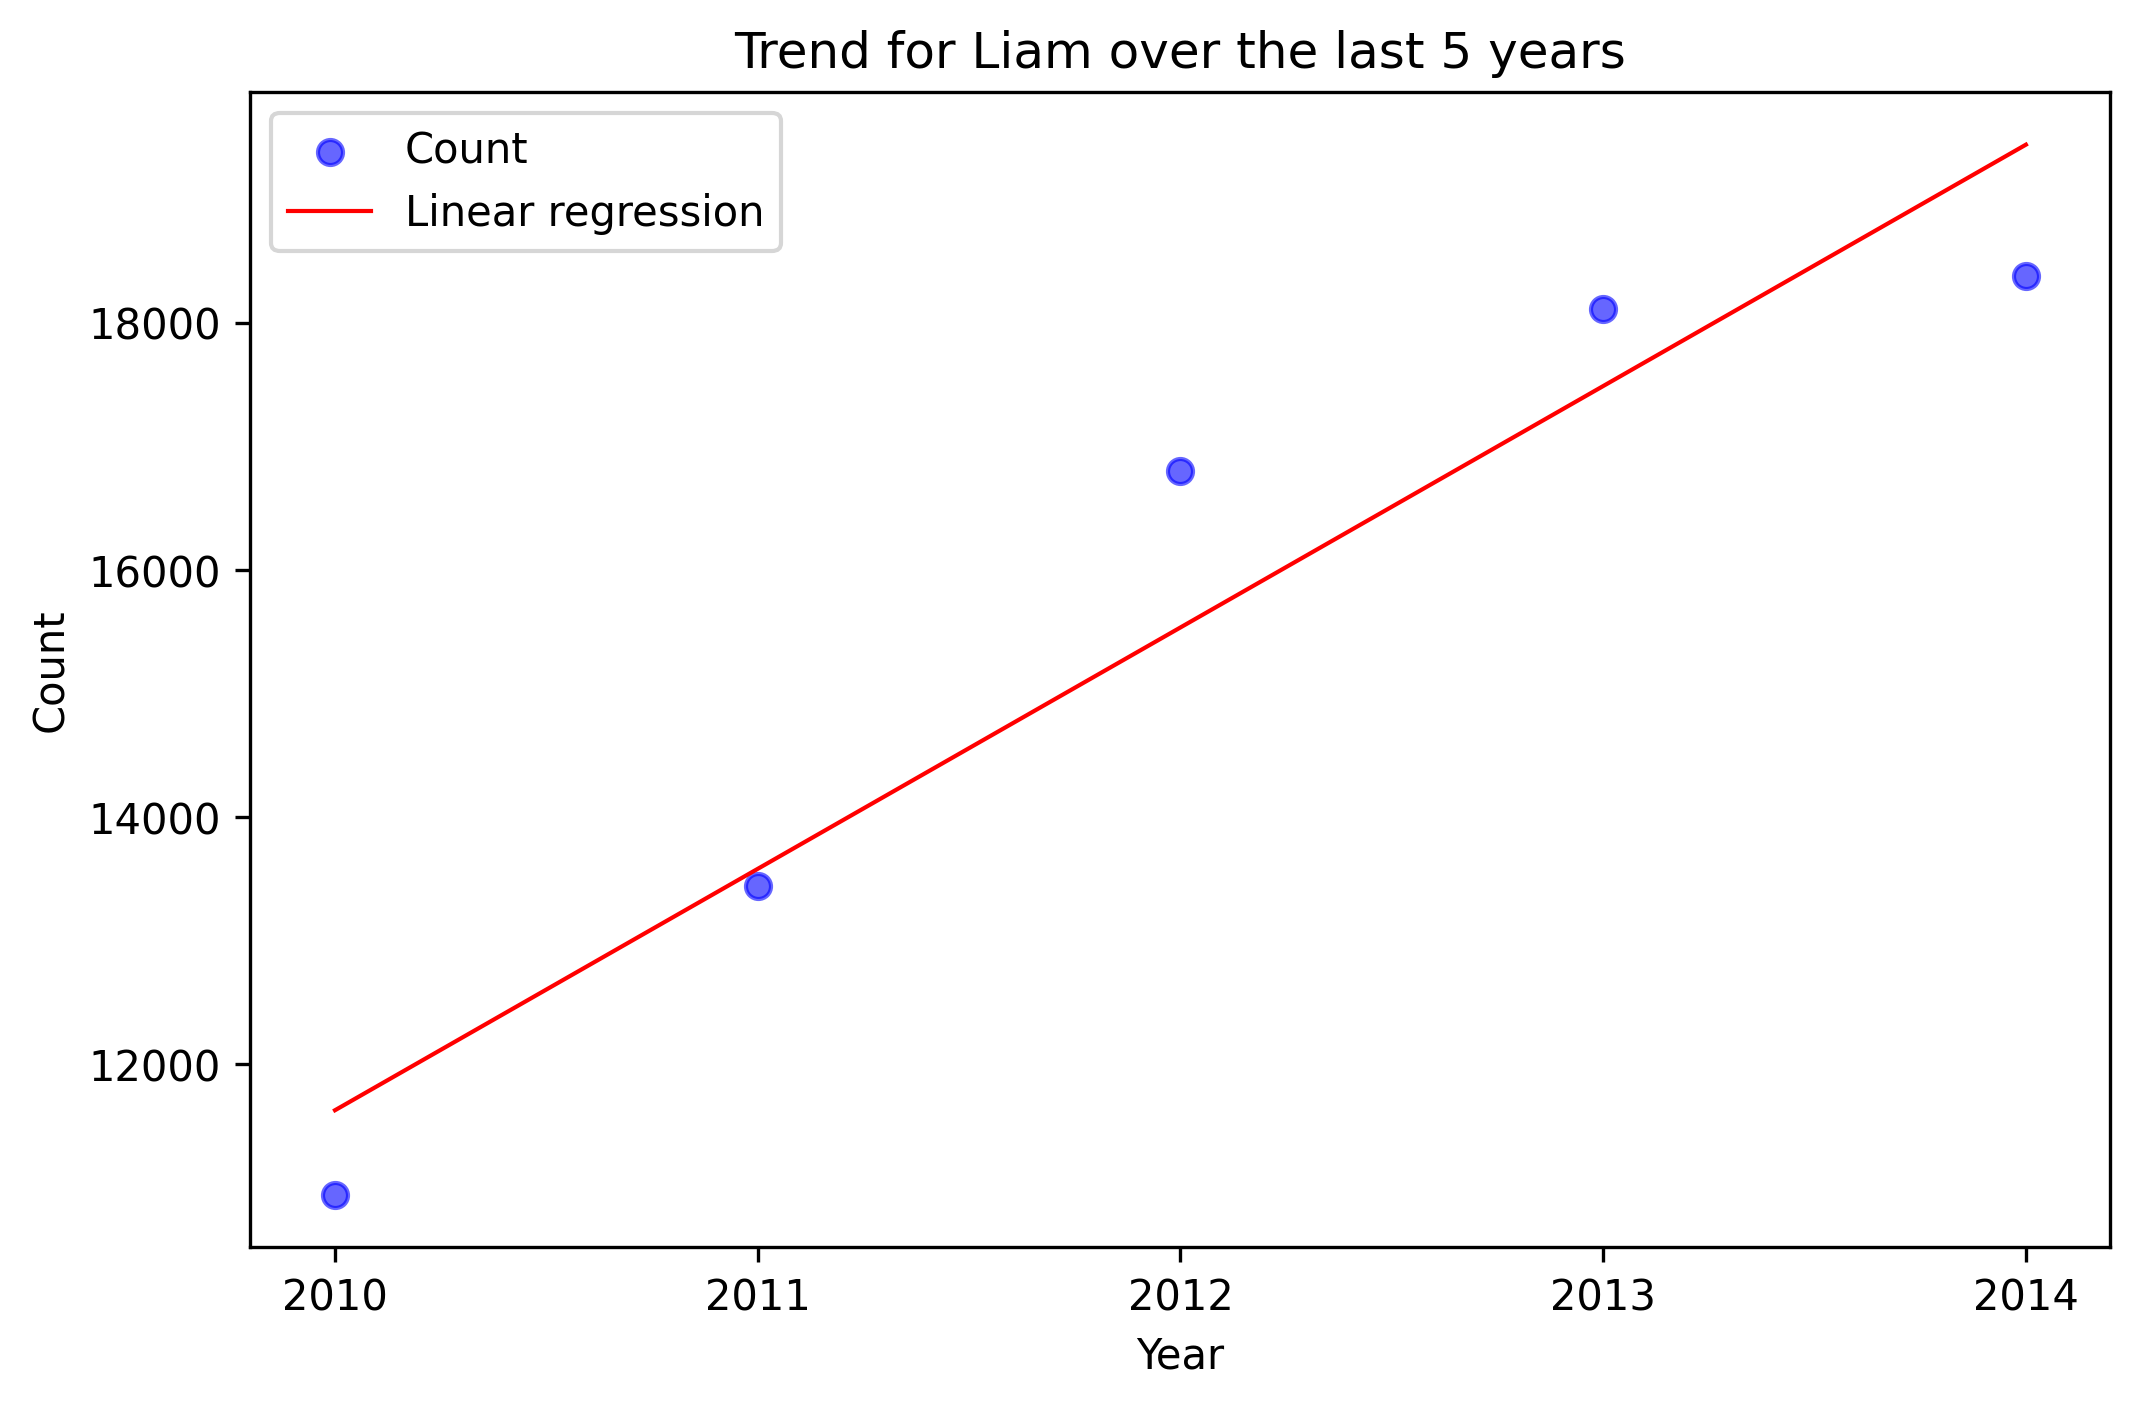 Trend for Liam over the last 5 years
Count
Linear regression
18000
16000
14000
12000
Count
2010 2011 2012 2013 2014
Year